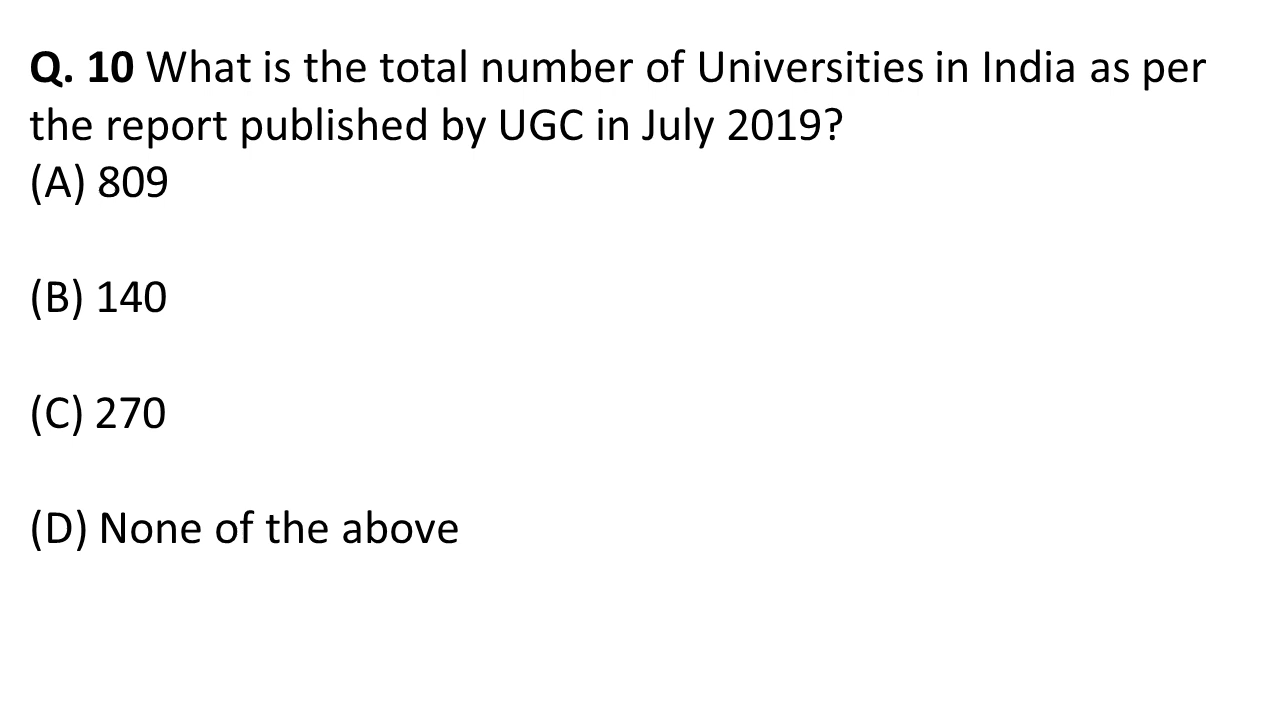 Q. 10 What is the total number of Universities in India as per
the report published by UGC in July 2019?
(A) 809
(B) 140
(C) 270
(D) None of the above